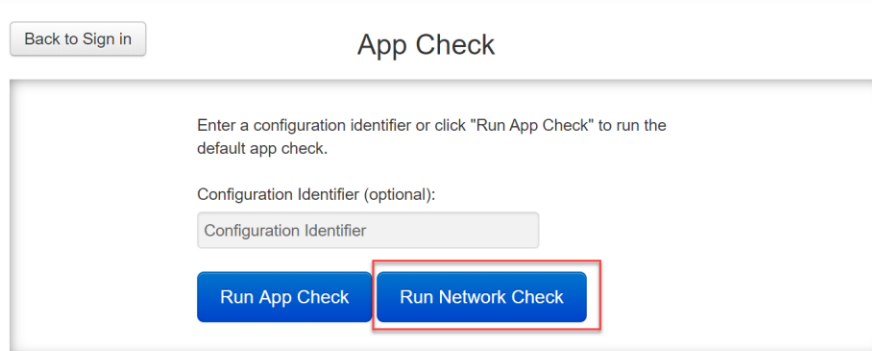 Back to Sign in
App Check
Enter a configuration identifier or click "Run App Check" to run the
default app check.
Configuration Identifier (optional):
Configuration Identifier
Run App Check
Run Network Check